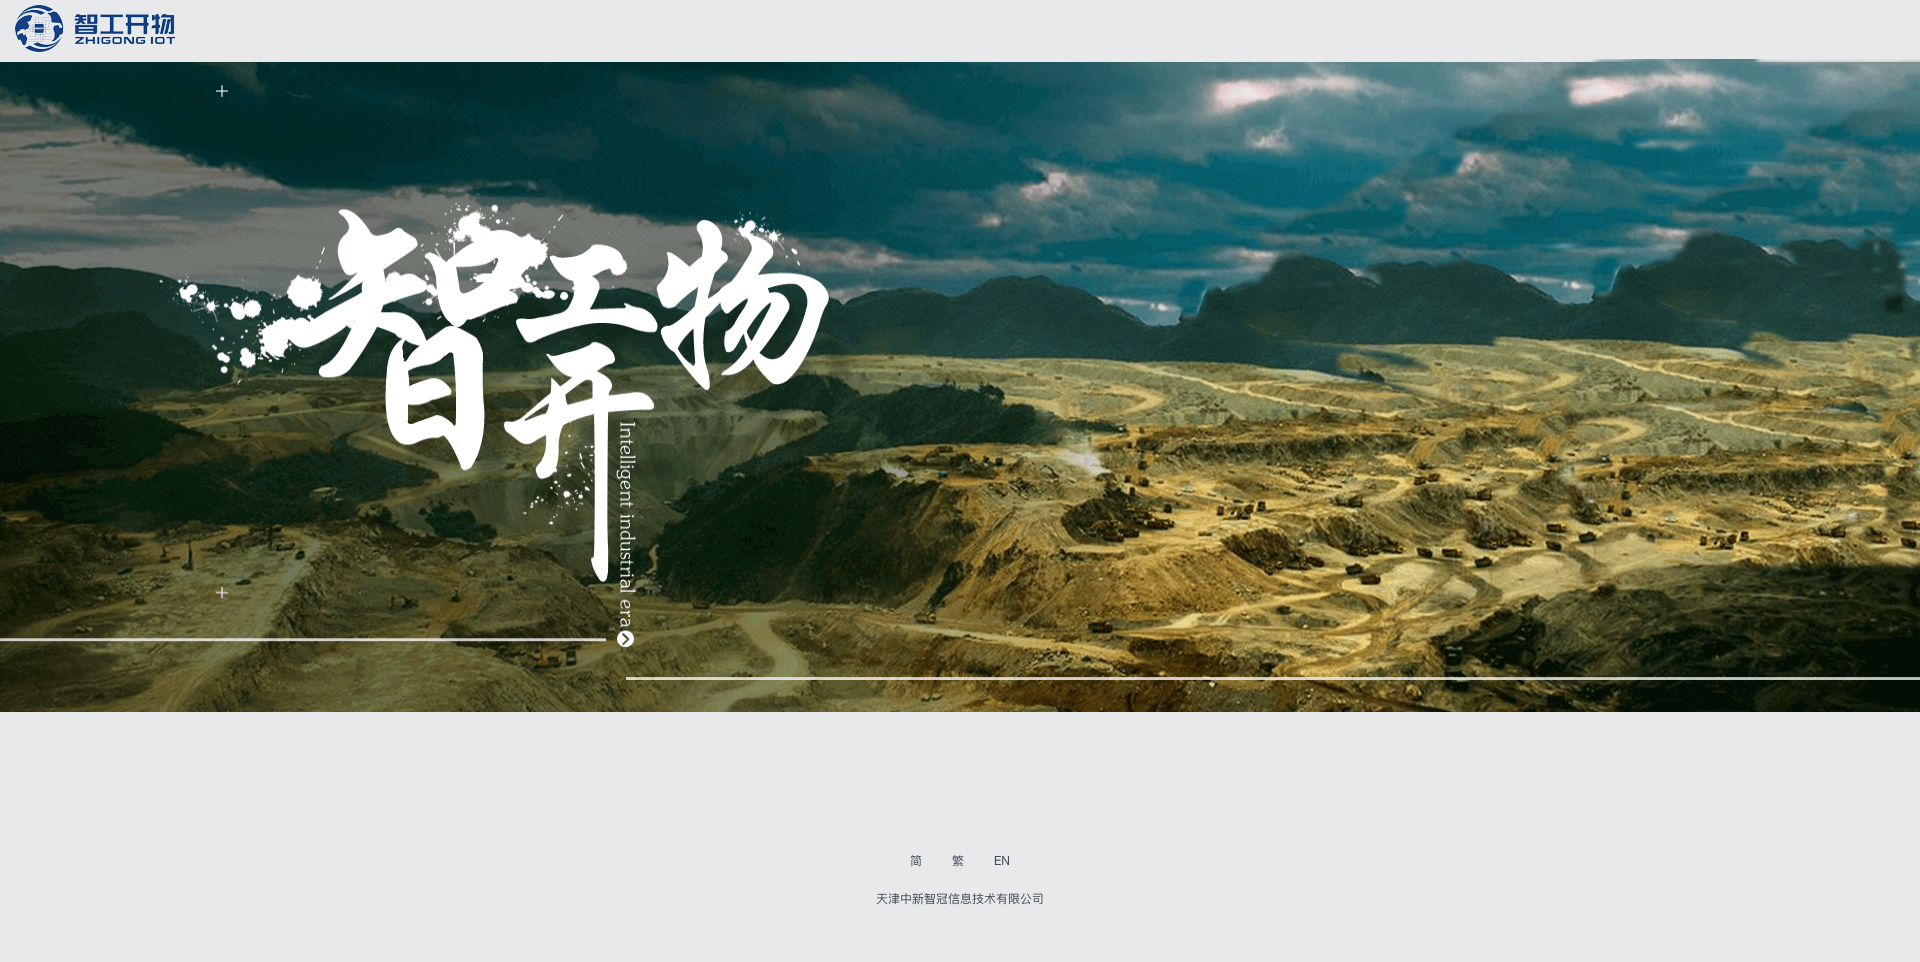 智工开物
ZHIGONG IOT
智工开物
Intelligent industrial era
简 繁 EN
天津中新智冠信息技术有限公司